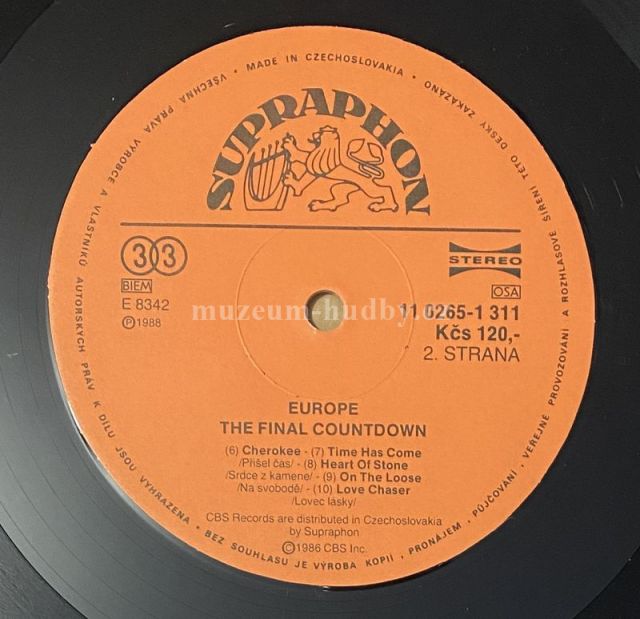 • MADE IN CZECHOSLOVAKIA •
VŠECHNA PRÁVA VÝROBCE A VLASTNÍKŮ AUTORSKÝCH PRÁV K DÍLU JSOU VYHRAZENA • BEZ SOUHLASU JE VÝROBA KOPIÍ, PRONÁJEM, PŮJČOVÁNÍ, VEŘEJNÉ PROVOZOVÁNÍ A ROZHLASOVÉ ŠÍŘENÍ TÉTO DESKY ZAKÁZÁNO
SUPRAPHON
33
STEREO
BIEM
OSA
E 8342
11 0265-1 311
℗1988
Kčs 120,-
2. STRANA
muzeum-hudby
EUROPE
THE FINAL COUNTDOWN
(6) Cherokee - (7) Time Has Come
/Přišel čas/ - (8) Heart Of Stone
/Srdce z kamene/ - (9) On The Loose
/Na svobodě/ - (10) Love Chaser
/Lovec lásky/
CBS Records are distributed in Czechoslovakia
by Supraphon
©1986 CBS Inc.